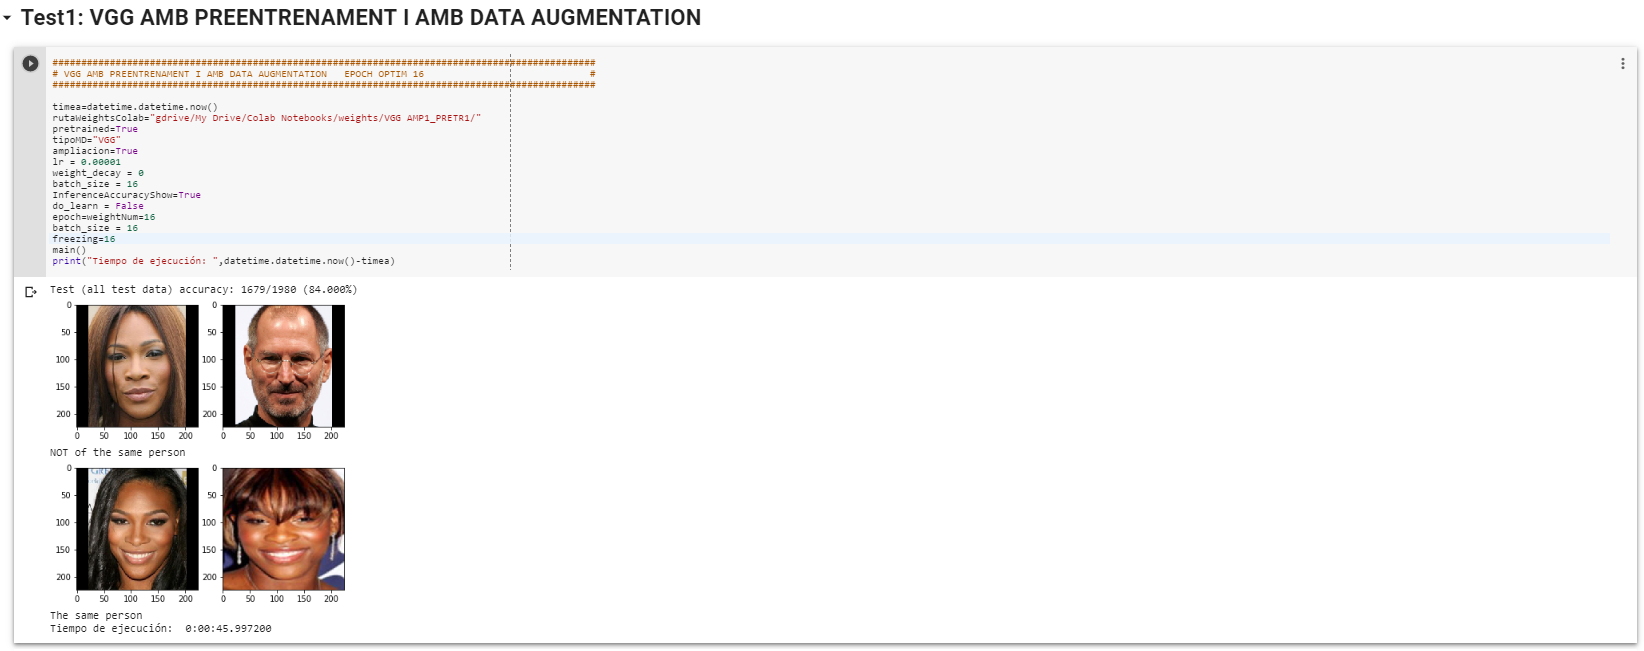 Test1: VGG AMB PREENTRENAMENT I AMB DATA AUGMENTATION
##############################################################################################
# VGG AMB PREENTRENAMENT I AMB DATA AUGMENTATION   EPOCH OPTIM 16                             #
##############################################################################################
timea=datetime.datetime.now()
rutaWeightsColab="gdrive/My Drive/Colab Notebooks/weights/VGG AMP1_PRETR1/"
pretrained=True
tipoMD="VGG"
ampliacion=True
lr = 0.00001
weight_decay = 0
batch_size = 16
InferenceAccuracyShow=True
do_learn = False
epoch=weightNum=16
batch_size = 16
freezing=16
main()
print("Tiempo de ejecución: ",datetime.datetime.now()-timea)
Test (all test data) accuracy: 1679/1980 (84.000%)
0 0
50 50
100 100
150 150
200 200
0 50 100 150 200 0 50 100 150 200
NOT of the same person
0 0
50 50
100 100
150 150
200 200
0 50 100 150 200 0 50 100 150 200
The same person
Tiempo de ejecución:  0:00:45.997200